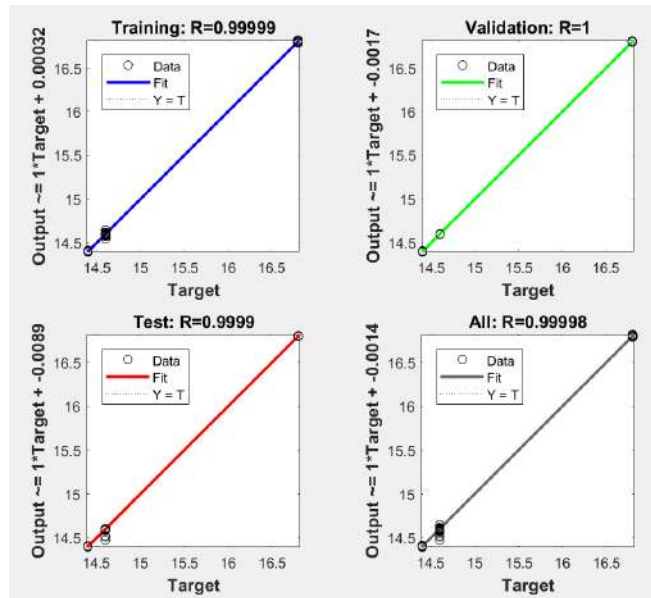 Training: R=0.99999
Output ~= 1*Target + 0.00032
16.5
16
15.5
15
14.5
Data
Fit
Y = T
14.5 15 15.5 16 16.5
Target
Validation: R=1
Output ~= 1*Target + -0.0017
16.5
16
15.5
15
14.5
Data
Fit
Y = T
14.5 15 15.5 16 16.5
Target
Test: R=0.9999
Output ~= 1*Target + -0.0089
16.5
16
15.5
15
14.5
Data
Fit
Y = T
14.5 15 15.5 16 16.5
Target
All: R=0.99998
Output ~= 1*Target + -0.0014
16.5
16
15.5
15
14.5
Data
Fit
Y = T
14.5 15 15.5 16 16.5
Target